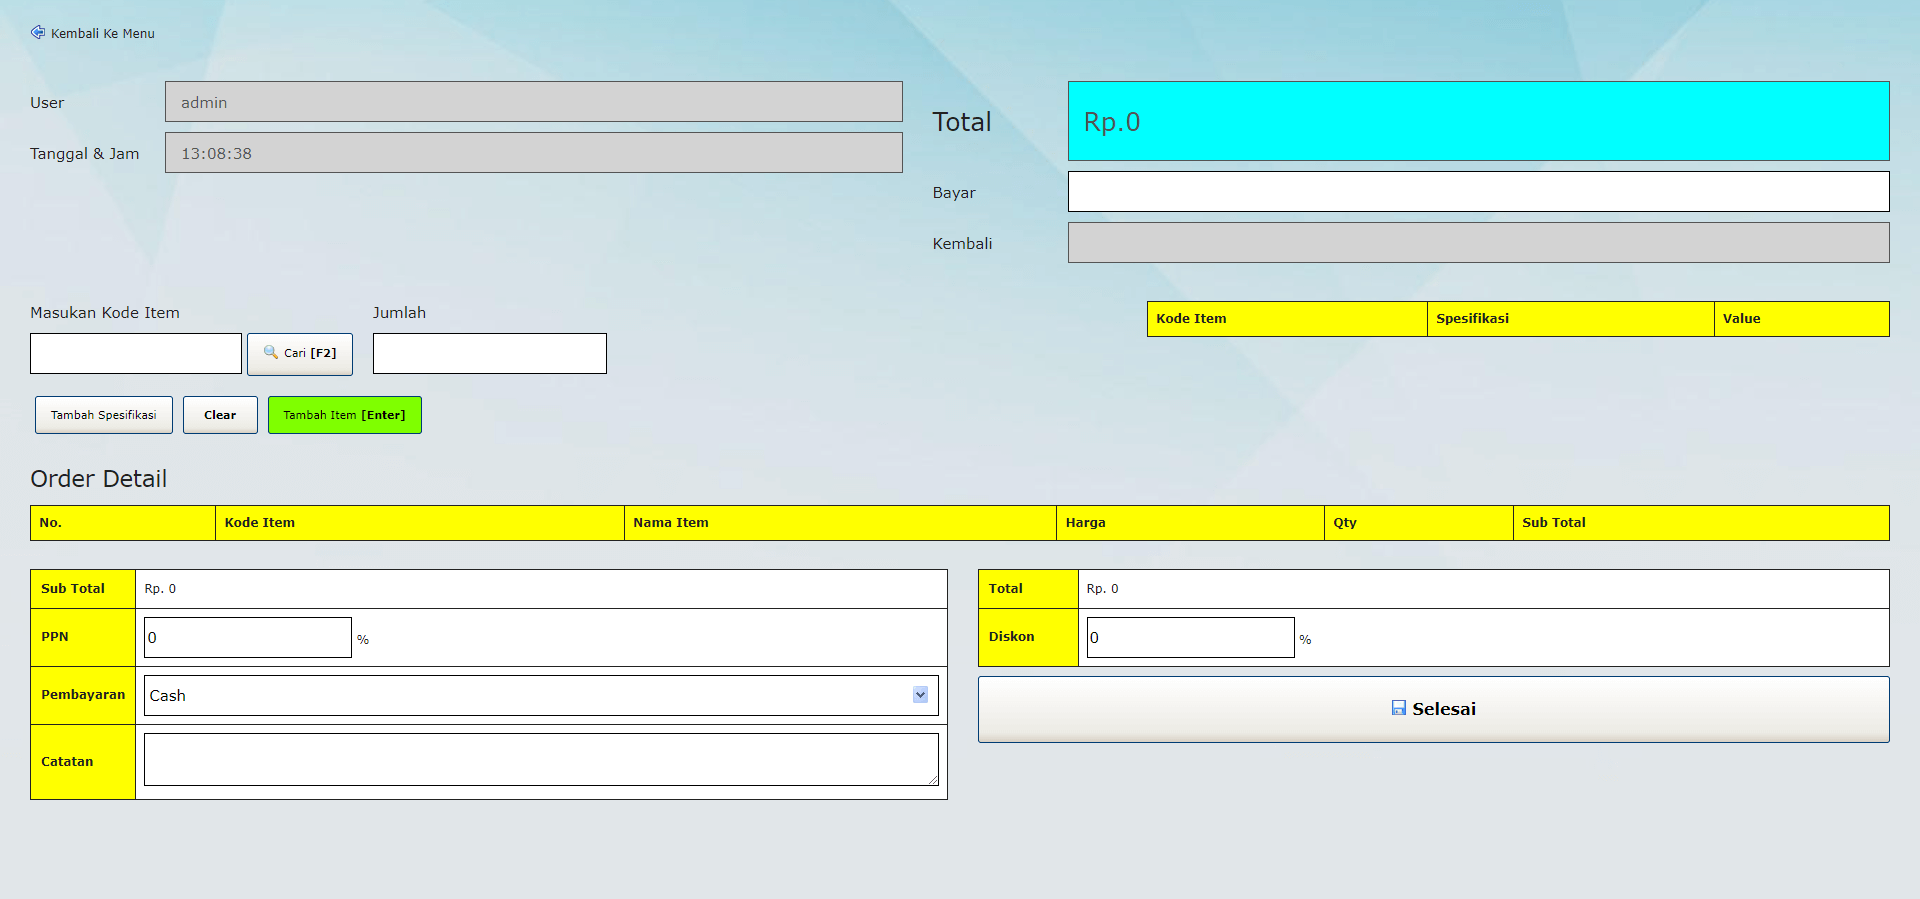 Kembali Ke Menu
User
admin
Tanggal & Jam
13:08:38
Total
Rp.0
Bayar
Kembali
Masukan Kode Item
Jumlah
Cari [F2]
Tambah Spesifikasi
Clear
Tambah Item [Enter]
Kode Item
Spesifikasi
Value
Order Detail
No.
Kode Item
Nama Item
Harga
Qty
Sub Total
Sub Total
Rp. 0
PPN
0
%
Pembayaran
Cash
Catatan
Total
Rp. 0
Diskon
0
%
Selesai